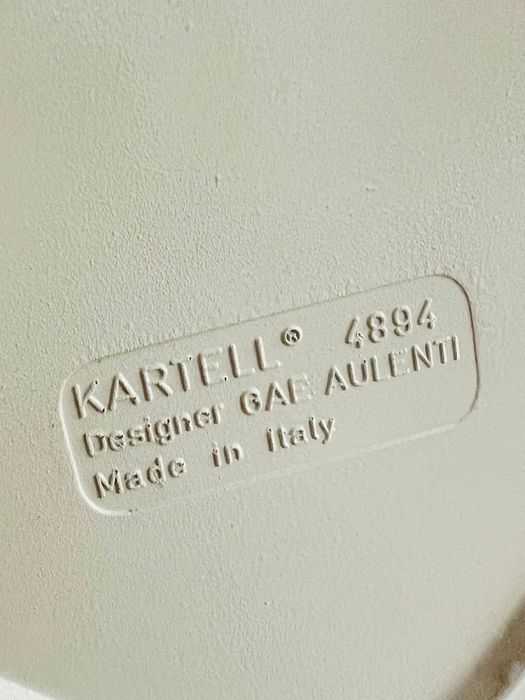 KARTELL® 4894
Designer GAE AULENTI
Made in Italy